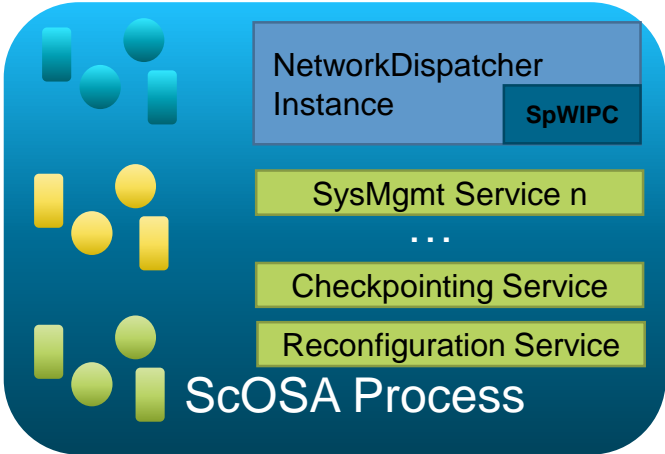 NetworkDispatcher
Instance
SpWIPC
SysMgmt Service n
...
Checkpointing Service
Reconfiguration Service
ScOSA Process